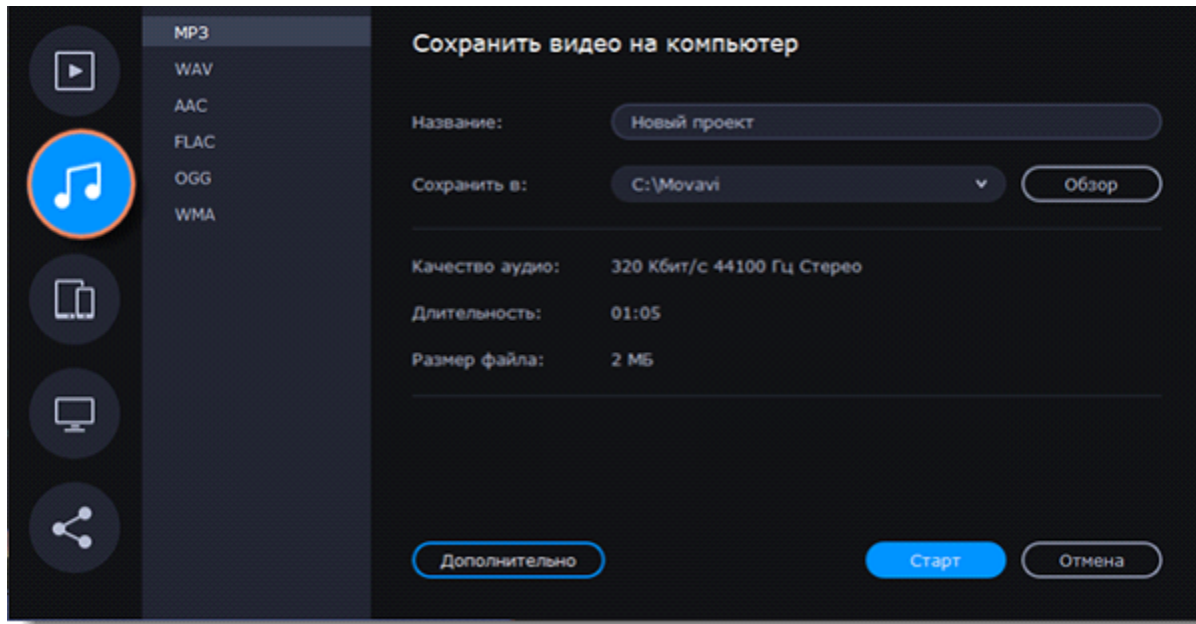 MP3
WAV
AAC
FLAC
OGG
WMA
Сохранить видео на компьютер
Название: Новый проект
Сохранить в: C:\Movavi Обзор
Качество аудио: 320 Кбит/с 44100 Гц Стерео
Длительность: 01:05
Размер файла: 2 МБ
Дополнительно Старт Отмена